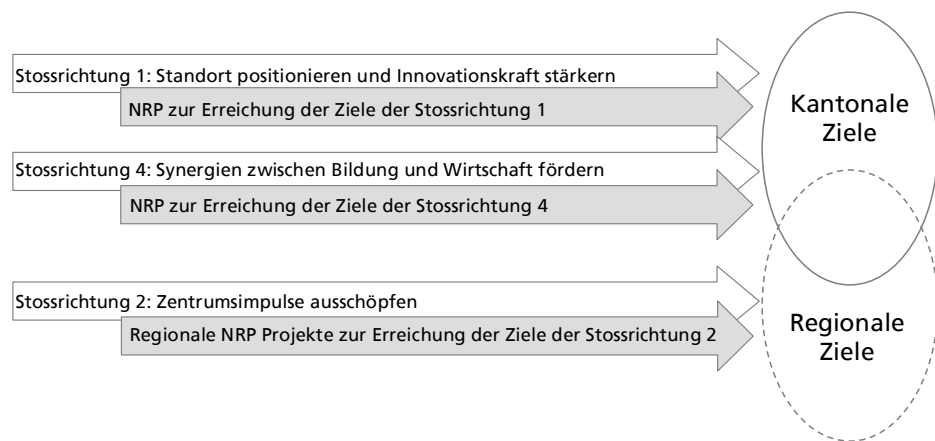 Stossrichtung 1: Standort positionieren und Innovationskraft stärkern
NRP zur Erreichung der Ziele der Stossrichtung 1
Stossrichtung 4: Synergien zwischen Bildung und Wirtschaft fördern
NRP zur Erreichung der Ziele der Stossrichtung 4
Stossrichtung 2: Zentrumsimpulse ausschöpfen
Regionale NRP Projekte zur Erreichung der Ziele der Stossrichtung 2
Kantonale
Ziele
Regionale
Ziele